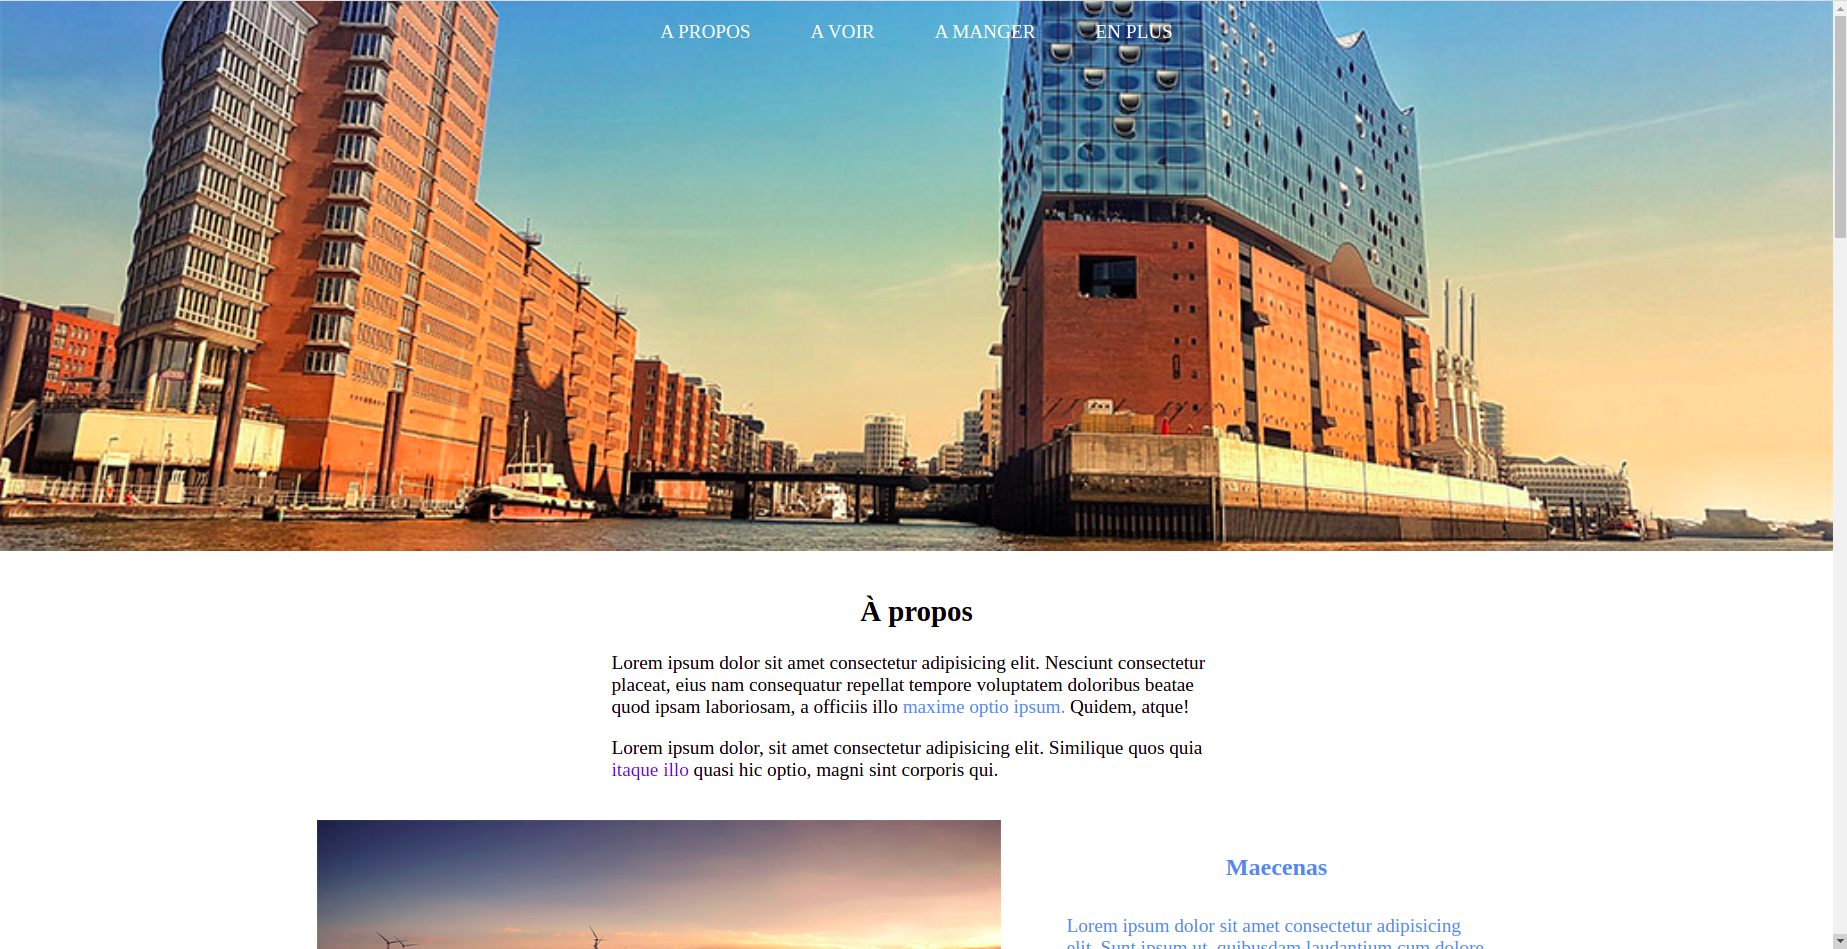 A PROPOS A VOIR A MANGER EN PLUS
À propos
Lorem ipsum dolor sit amet consectetur adipisicing elit. Nesciunt consectetur
placeat, eius nam consequatur repellat tempore voluptatem doloribus beatae
quod ipsam laboriosam, a officiis illo maxime optio ipsum. Quidem, atque!
Lorem ipsum dolor, sit amet consectetur adipisicing elit. Similique quos quia
itaque illo quasi hic optio, magni sint corporis qui.
Maecenas
Lorem ipsum dolor sit amet consectetur adipisicing
elit. Sunt ipsum ut, quibusdam laudantium cum dolore